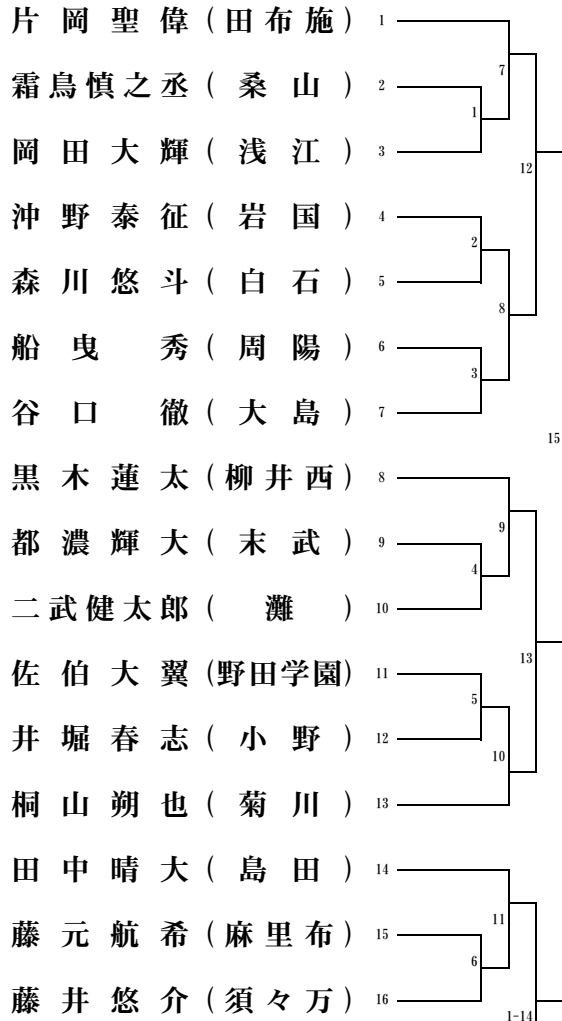 片岡聖偉(田布施) 1
霜鳥慎之丞(桑山) 2
岡田大輝(浅江) 3
沖野泰征(岩国) 4
森川悠斗(白石) 5
船曳秀(周陽) 6
谷口徹(大島) 7
黒木蓮太(柳井西) 8
都濃輝大(末武) 9
二武健太郎(灘) 10
佐伯大翼(野田学園) 11
井堀春志(小野) 12
桐山朔也(菊川) 13
田中晴大(島田) 14
藤元航希(麻里布) 15
藤井悠介(須々万) 16
1
2
3
4
5
6
7
8
9
10
11
12
13
1-14
15